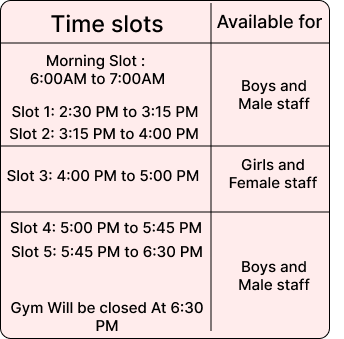 Time slots
Available for
Morning Slot :
6:00AM to 7:00AM
Slot 1: 2:30 PM to 3:15 PM
Slot 2: 3:15 PM to 4:00 PM
Boys and
Male staff
Slot 3: 4:00 PM to 5:00 PM
Girls and
Female staff
Slot 4: 5:00 PM to 5:45 PM
Slot 5: 5:45 PM to 6:30 PM
Gym Will be closed At 6:30
PM
Boys and
Male staff